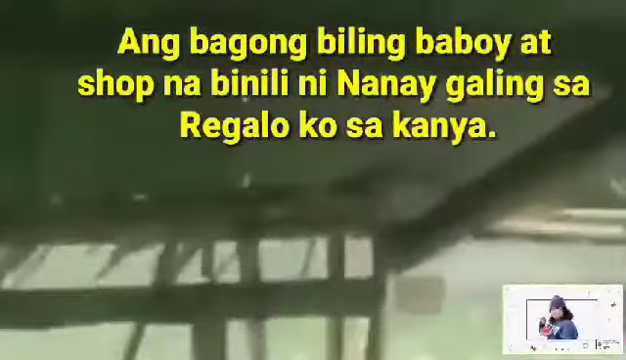 Ang bagong biling baboy at
shop na binili ni Nanay galing sa
Regalo ko sa kanya.